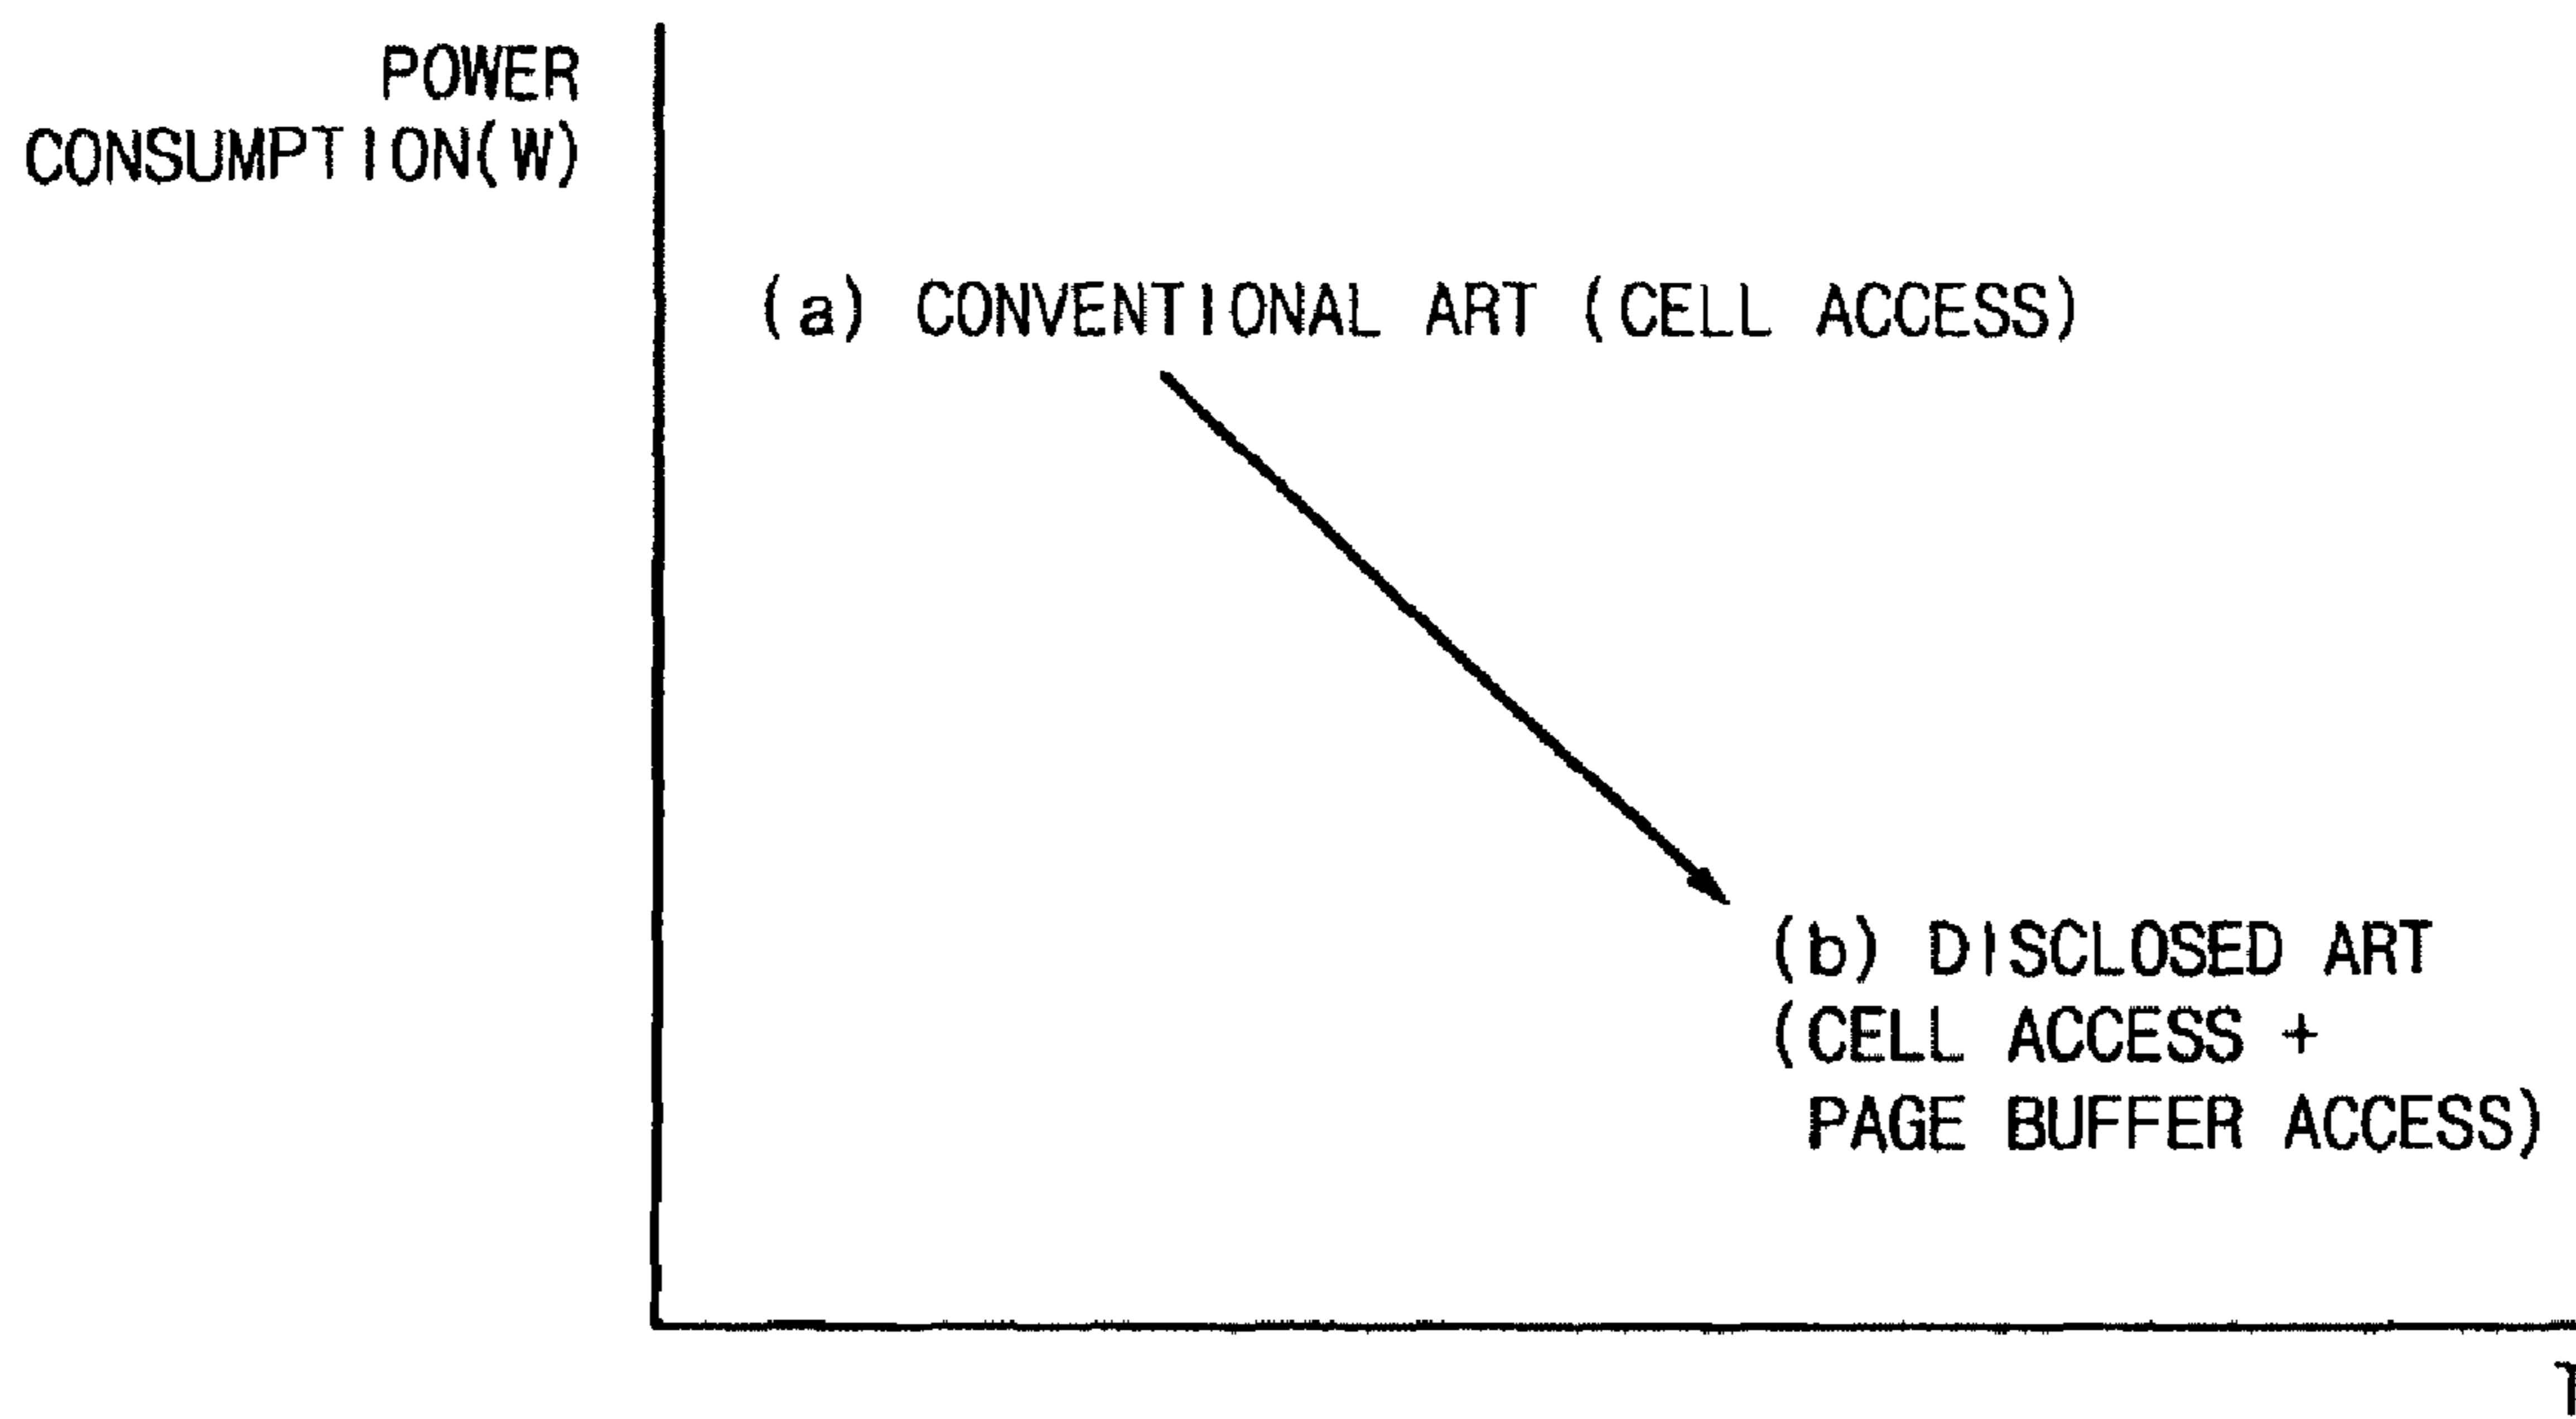 POWER
CONSUMPTION(W)
(a) CONVENTIONAL ART (CELL ACCESS)
(b) DISCLOSED ART
(CELL ACCESS +
PAGE BUFFER ACCESS)